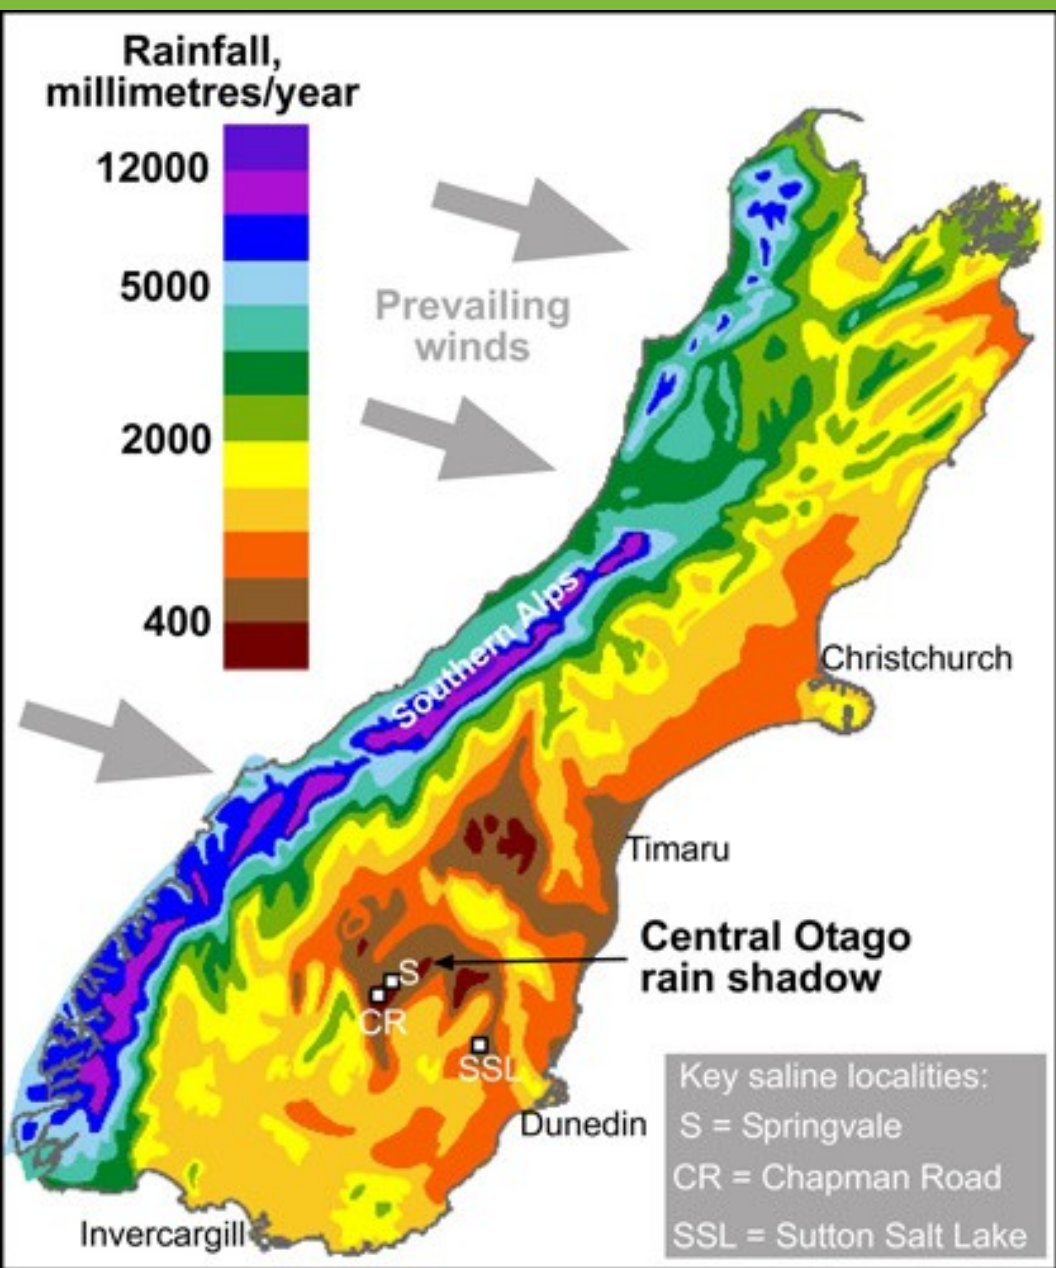 Rainfall,
millimetres/year
12000
5000
2000
400
Prevailing
winds
Southern Alps
Christchurch
Timaru
Central Otago
rain shadow
S
CR
SSL
Dunedin
Invercargill
Key saline localities:
S = Springvale
CR = Chapman Road
SSL = Sutton Salt Lake